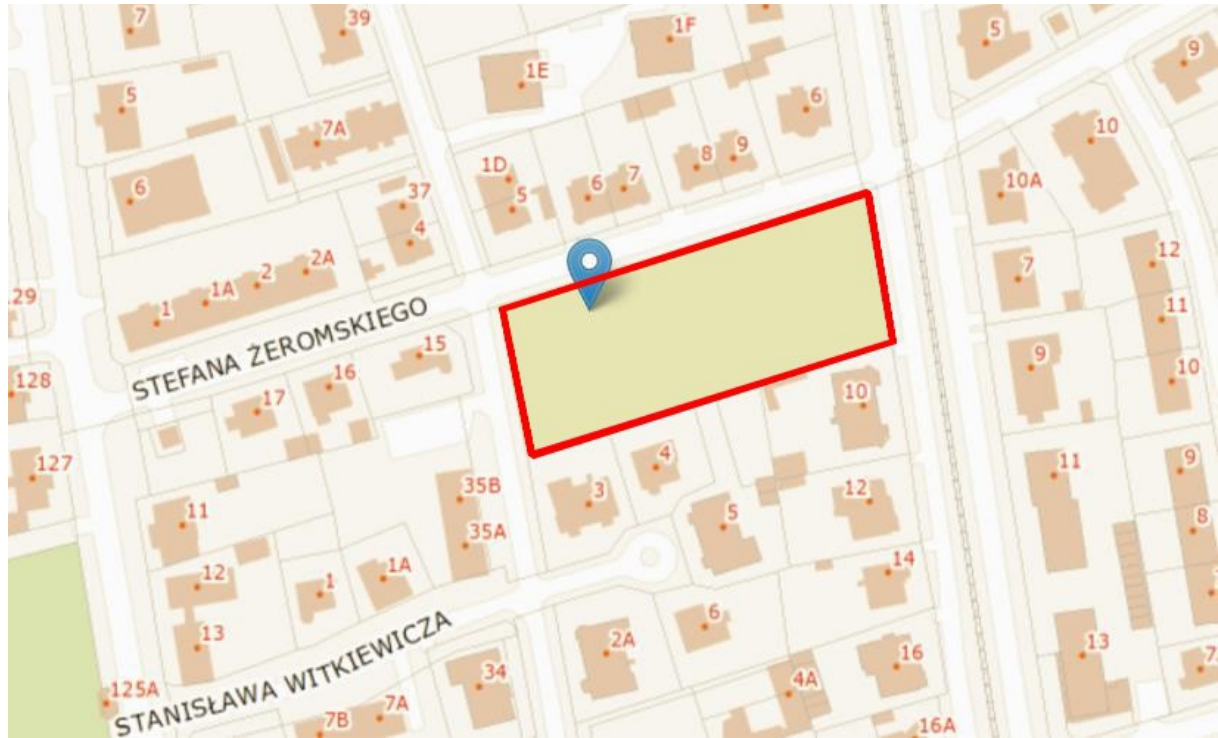 7
39
1F
5
9
1E
5
7A
6
10
1D
8
9
6
5
6
7
37
10A
4
2A
2
1A
1
12
7
29
11
STEFANA ŻEROMSKIEGO
15
16
9
10
128
17
10
127
4
11
9
35B
3
12
11
5
8
35A
14
12
1A
1
13
6
2A
16
13
34
4A
125A
STANISŁAWA WITKIEWICZA
7A
7B
16A